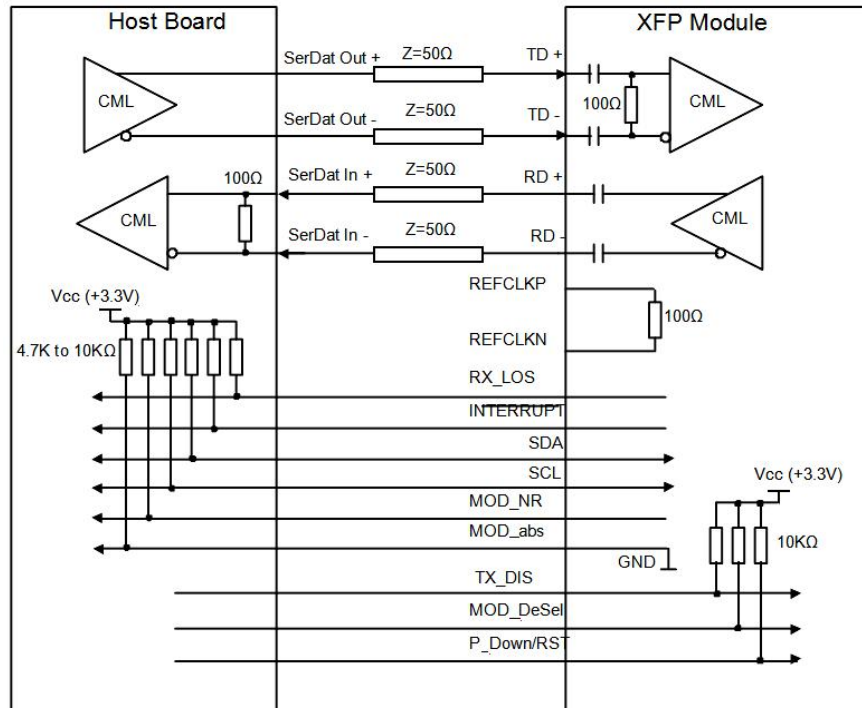 Host Board
XFP Module
SerDat Out +
Z=50Ω
TD +
CML
100Ω
CML
SerDat Out -
Z=50Ω
TD -
SerDat In +
Z=50Ω
RD +
100Ω
CML
CML
SerDat In -
Z=50Ω
RD -
REFCLKP
Vcc (+3.3V)
100Ω
REFCLKN
4.7K to 10KΩ
RX_LOS
INTERRUPT
SDA
SCL
Vcc (+3.3V)
MOD_NR
MOD_abs
10KΩ
GND
TX_DIS
MOD_DeSel
P_Down/RST